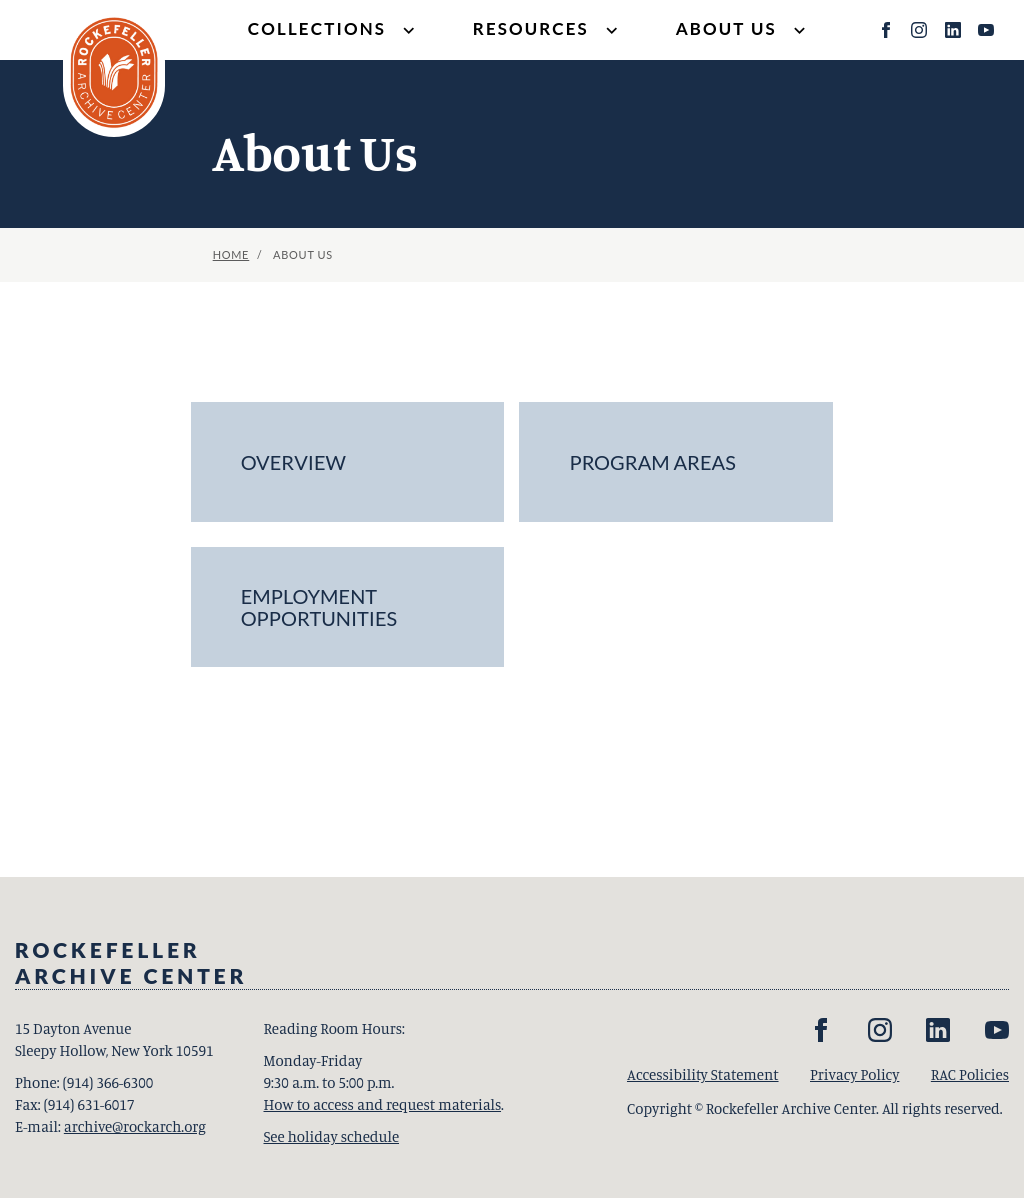 COLLECTIONS
RESOURCES
ABOUT US
ROCKEFELLER
ARCHIVE CENTER
About Us
HOME / ABOUT US
OVERVIEW
PROGRAM AREAS
EMPLOYMENT
OPPORTUNITIES
ROCKEFELLER
ARCHIVE CENTER
15 Dayton Avenue
Sleepy Hollow, New York 10591
Phone: (914) 366-6300
Fax: (914) 631-6017
E-mail: archive@rockarch.org
Reading Room Hours:
Monday-Friday
9:30 a.m. to 5:00 p.m.
How to access and request materials.
See holiday schedule
Accessibility Statement
Privacy Policy
RAC Policies
Copyright © Rockefeller Archive Center. All rights reserved.